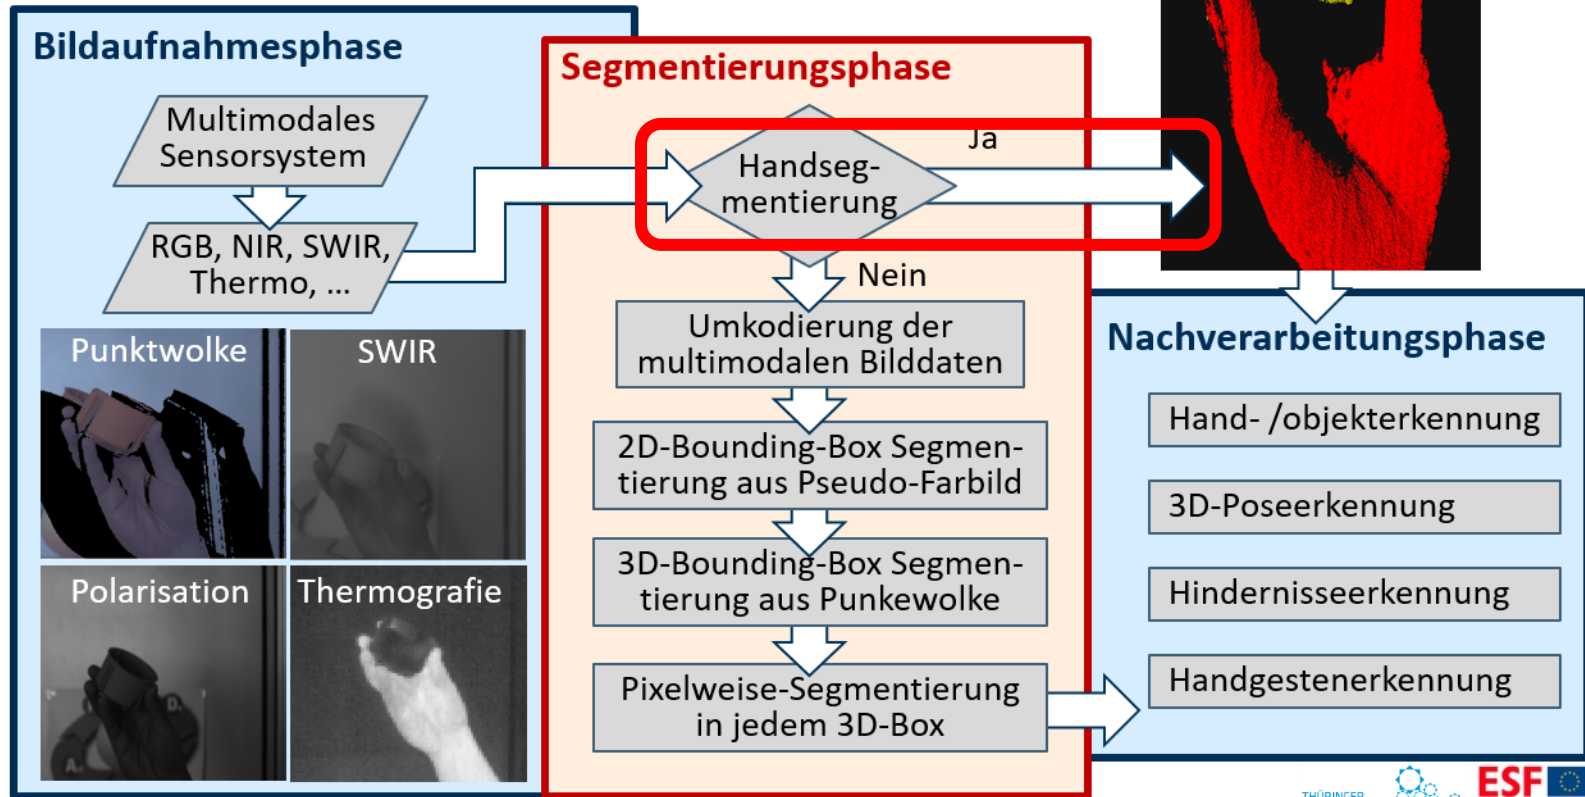 Bildaufnahmephase
Multimodales
Sensorsystem
RGB, NIR, SWIR,
Thermo, ...
Punktwolke
SWIR
Polarisation
Thermografie
Segmentierungsphase
Handseg-
mentierung
Ja
Nein
Umkodierung der
multimodalen Bilddaten
2D-Bounding-Box Segmen-
tierung aus Pseudo-Farbild
3D-Bounding-Box Segmen-
tierung aus Punkewolke
Pixelweise-Segmentierung
in jedem 3D-Box
Nachverarbeitungsphase
Hand- /objekterkennung
3D-Poseerkennung
Hindernisseerkennung
Handgestenerkennung
THÜRINGER
ESF